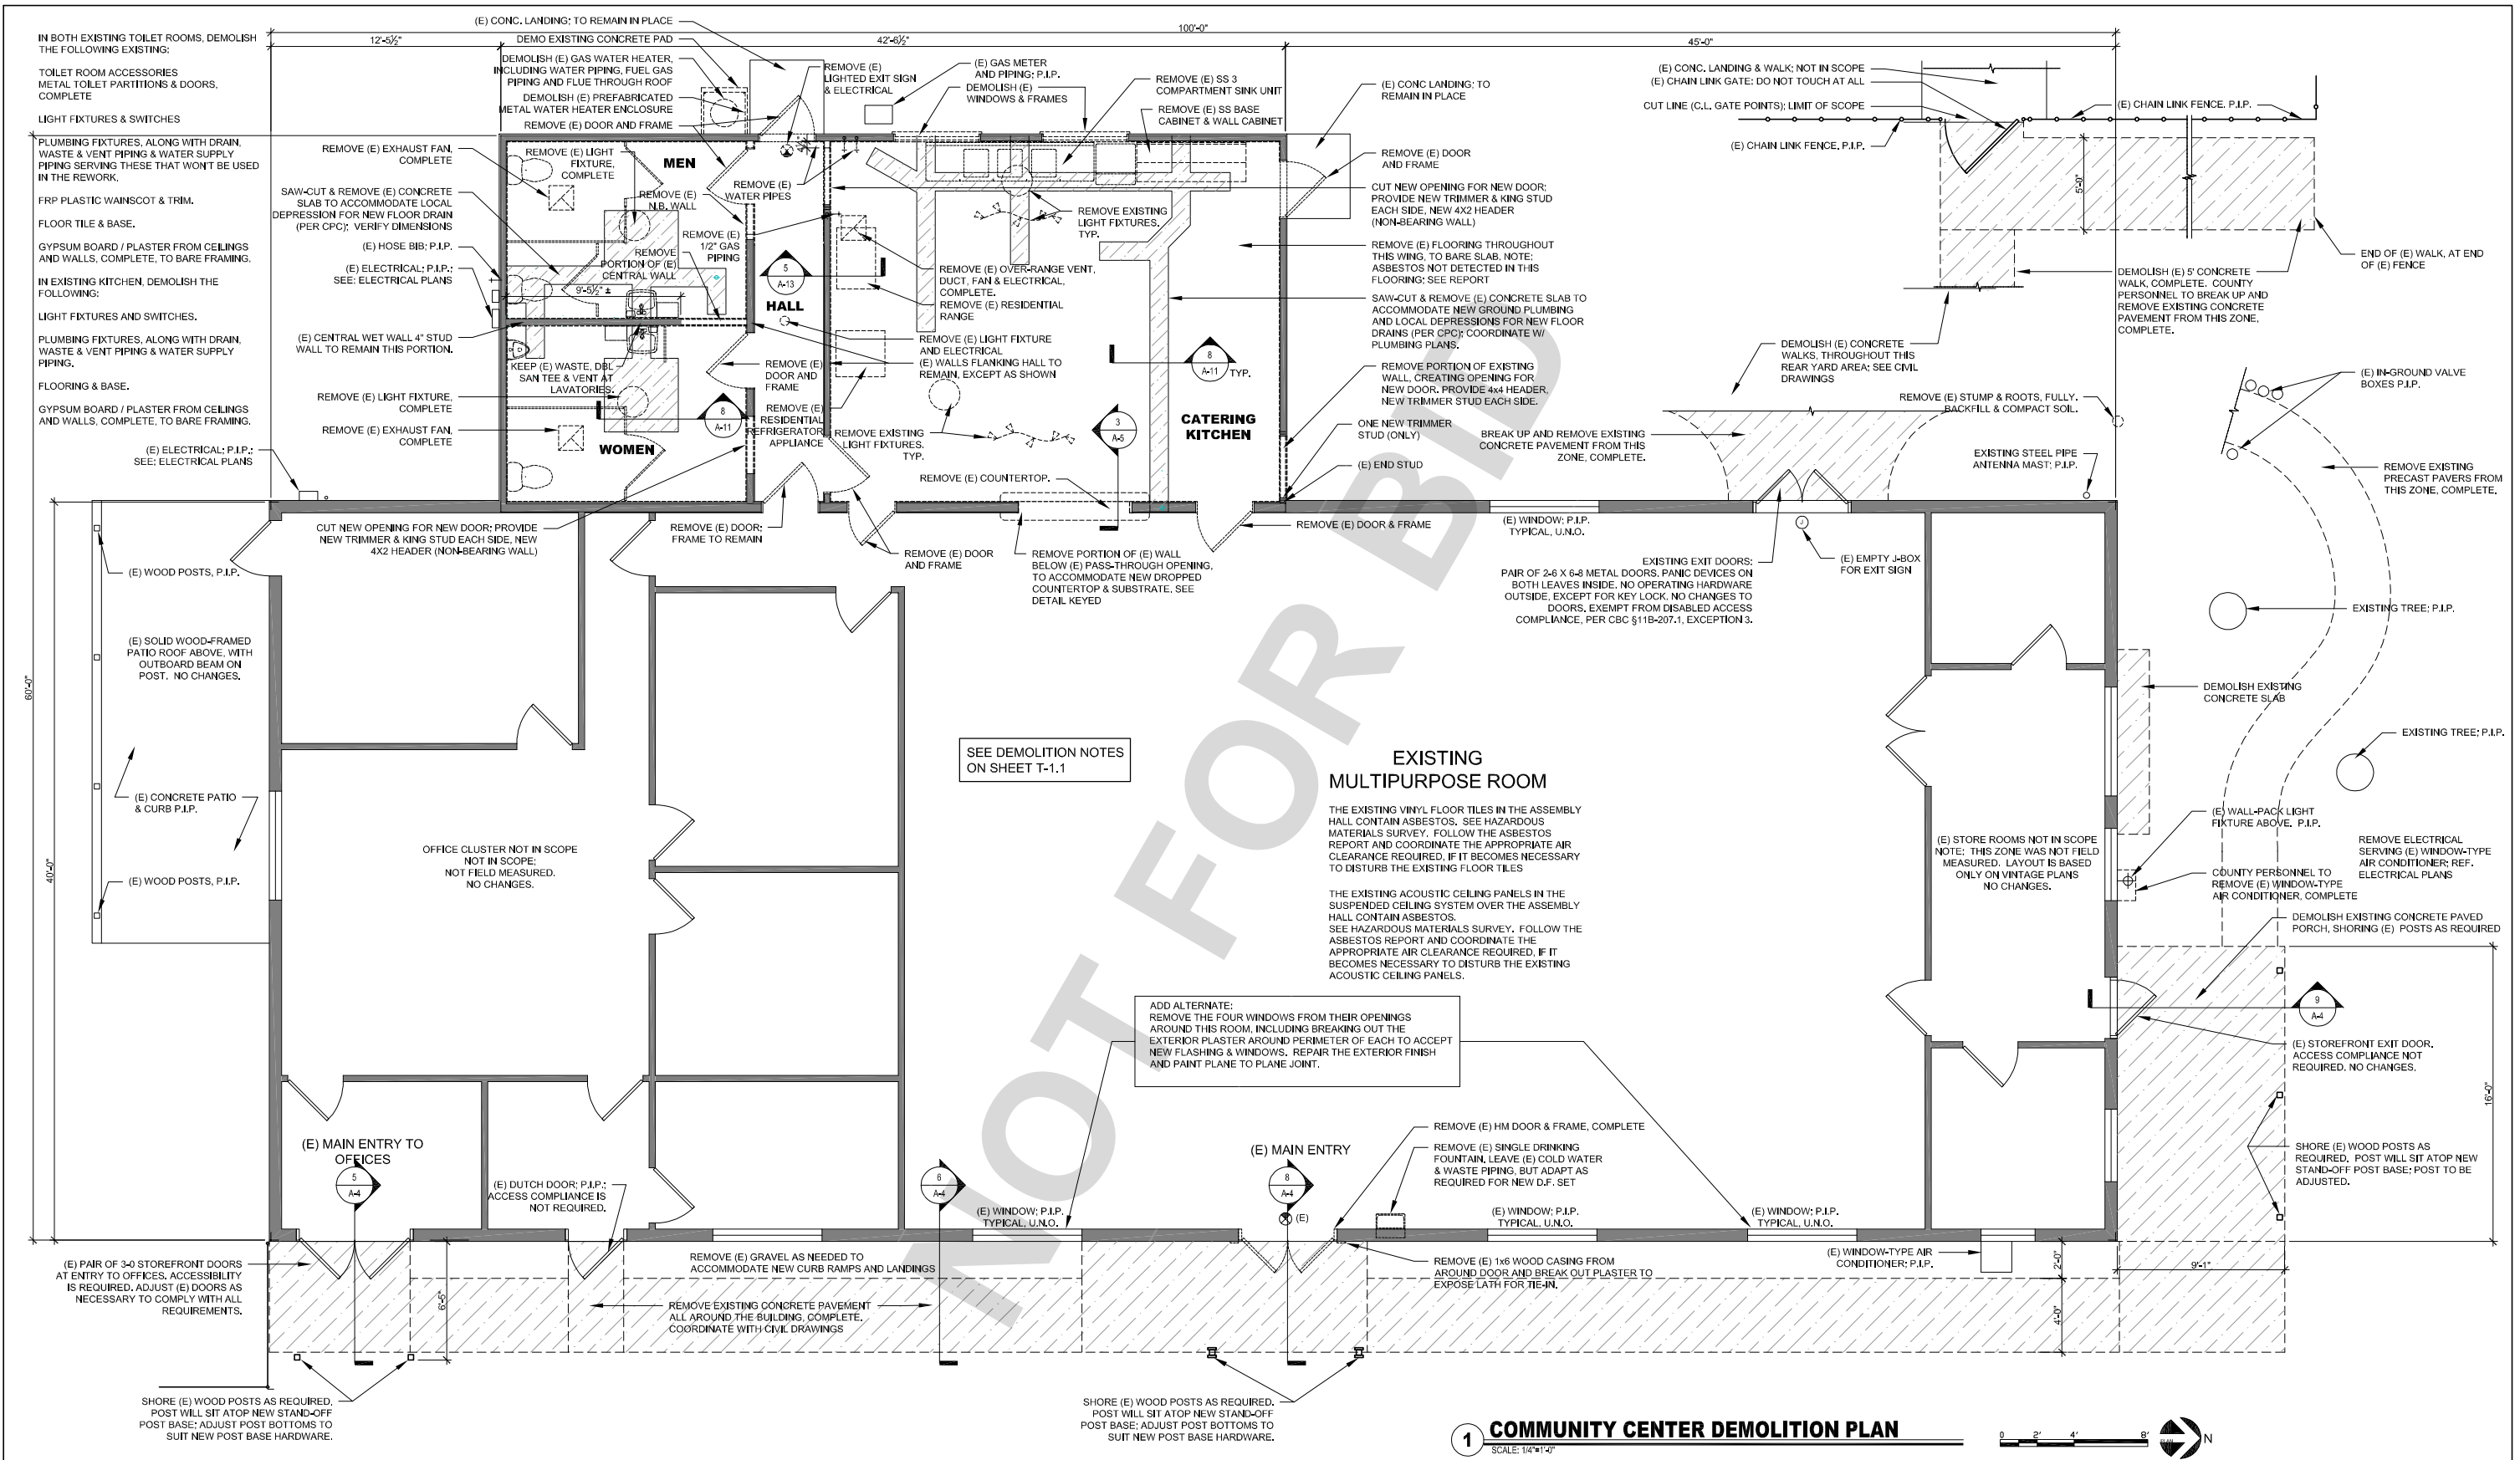 (E) CONC. LANDING; TO REMAIN IN PLACE
DEMO EXISTING CONCRETE PAD
100'-0"
12'-5½"
42'-6½"
45'-0"
IN BOTH EXISTING TOILET ROOMS, DEMOLISH
THE FOLLOWING EXISTING:
TOILET ROOM ACCESSORIES
METAL TOILET PARTITIONS & DOORS,
COMPLETE
LIGHT FIXTURES & SWITCHES
PLUMBING FIXTURES, ALONG WITH DRAIN,
WASTE & VENT PIPING & WATER SUPPLY
PIPING SERVING THESE THAT WON'T BE USED
IN THE REWORK.
FRP PLASTIC WAINSCOT & TRIM.
FLOOR TILE & BASE.
GYPSUM BOARD / PLASTER FROM CEILINGS
AND WALLS, COMPLETE, TO BARE FRAMING.
IN EXISTING KITCHEN, DEMOLISH THE
FOLLOWING:
LIGHT FIXTURES AND SWITCHES.
PLUMBING FIXTURES, ALONG WITH DRAIN,
WASTE & VENT PIPING & WATER SUPPLY
PIPING.
FLOORING & BASE.
GYPSUM BOARD / PLASTER FROM CEILINGS
AND WALLS, COMPLETE, TO BARE FRAMING.
(E) ELECTRICAL; P.I.P.;
SEE: ELECTRICAL PLANS
DEMOLISH (E) GAS WATER HEATER,
INCLUDING WATER PIPING, FUEL GAS
PIPING AND FLUE THROUGH ROOF
DEMOLISH (E) PREFABRICATED
METAL WATER HEATER ENCLOSURE
REMOVE (E) DOOR AND FRAME
REMOVE (E)
LIGHTED EXIT SIGN
& ELECTRICAL
(E) GAS METER
AND PIPING; P.I.P.
DEMOLISH (E)
WINDOWS & FRAMES
REMOVE (E) SS 3
COMPARTMENT SINK UNIT
REMOVE (E) SS BASE
CABINET & WALL CABINET
(E) CONC LANDING; TO
REMAIN IN PLACE
REMOVE (E) DOOR
AND FRAME
CUT NEW OPENING FOR NEW DOOR;
PROVIDE NEW TRIMMER & KING STUD
EACH SIDE, NEW 4X2 HEADER
(NON-BEARING WALL)
REMOVE (E) FLOORING THROUGHOUT
THIS WING, TO BARE SLAB. NOTE:
ASBESTOS NOT DETECTED IN THIS
FLOORING; SEE REPORT
SAW-CUT & REMOVE (E) CONCRETE SLAB TO
ACCOMMODATE NEW GROUND PLUMBING
AND LOCAL DEPRESSIONS FOR NEW FLOOR
DRAINS (PER CPC); COORDINATE W/
PLUMBING PLANS.
REMOVE PORTION OF EXISTING
WALL, CREATING OPENING FOR
NEW DOOR. PROVIDE 4x4 HEADER,
NEW TRIMMER STUD EACH SIDE.
ONE NEW TRIMMER
STUD (ONLY)
(E) END STUD
REMOVE (E) DOOR & FRAME
(E) CONC. LANDING & WALK; NOT IN SCOPE
(E) CHAIN LINK GATE: DO NOT TOUCH AT ALL
CUT LINE (C.L. GATE POINTS); LIMIT OF SCOPE
(E) CHAIN LINK FENCE, P.I.P.
(E) CHAIN LINK FENCE. P.I.P.
5'-0"
END OF (E) WALK, AT END
OF (E) FENCE
DEMOLISH (E) 5' CONCRETE
WALK, COMPLETE. COUNTY
PERSONNEL TO BREAK UP AND
REMOVE EXISTING CONCRETE
PAVEMENT FROM THIS ZONE,
COMPLETE.
DEMOLISH (E) CONCRETE
WALKS, THROUGHOUT THIS
REAR YARD AREA; SEE CIVIL
DRAWINGS
(E) IN-GROUND VALVE
BOXES P.I.P.
REMOVE (E) STUMP & ROOTS, FULLY.
BACKFILL & COMPACT SOIL.
BREAK UP AND REMOVE EXISTING
CONCRETE PAVEMENT FROM THIS
ZONE, COMPLETE.
EXISTING STEEL PIPE
ANTENNA MAST; P.I.P.
REMOVE EXISTING
PRECAST PAVERS FROM
THIS ZONE, COMPLETE.
REMOVE (E) EXHAUST FAN,
COMPLETE
SAW-CUT & REMOVE (E) CONCRETE
SLAB TO ACCOMMODATE LOCAL
DEPRESSION FOR NEW FLOOR DRAIN
(PER CPC); VERIFY DIMENSIONS
(E) HOSE BIB; P.I.P.
(E) ELECTRICAL; P.I.P.;
SEE: ELECTRICAL PLANS
(E) CENTRAL WET WALL 4" STUD
WALL TO REMAIN THIS PORTION.
REMOVE (E) LIGHT FIXTURE,
COMPLETE
REMOVE (E) EXHAUST FAN,
COMPLETE
REMOVE (E) LIGHT
FIXTURE,
COMPLETE
MEN
REMOVE (E)
N.B. WALL
REMOVE (E)
WATER PIPES
REMOVE (E)
1/2" GAS
PIPING
REMOVE
PORTION OF (E)
CENTRAL WALL
9'-5½" ±
KEEP (E) WASTE, DBL
SAN TEE & VENT AT
LAVATORIES.
5
A-13
HALL
REMOVE (E)
DOOR AND
FRAME
8
A-11
WOMEN
REMOVE (E)
RESIDENTIAL
REFRIGERATOR
APPLIANCE
REMOVE EXISTING
LIGHT FIXTURES,
TYP.
REMOVE (E) OVER-RANGE VENT,
DUCT, FAN & ELECTRICAL,
COMPLETE.
REMOVE (E) RESIDENTIAL
RANGE
REMOVE (E) LIGHT FIXTURE
AND ELECTRICAL
(E) WALLS FLANKING HALL TO
REMAIN, EXCEPT AS SHOWN
REMOVE EXISTING
LIGHT FIXTURES.
TYP.
8
A-11
TYP.
3
A-5
CATERING
KITCHEN
REMOVE (E) COUNTERTOP.
CUT NEW OPENING FOR NEW DOOR; PROVIDE
NEW TRIMMER & KING STUD EACH SIDE, NEW
4X2 HEADER (NON-BEARING WALL)
REMOVE (E) DOOR;
FRAME TO REMAIN
REMOVE (E) DOOR
AND FRAME
REMOVE PORTION OF (E) WALL
BELOW (E) PASS-THROUGH OPENING,
TO ACCOMMODATE NEW DROPPED
COUNTERTOP & SUBSTRATE, SEE
DETAIL KEYED
(E) WINDOW; P.I.P.
TYPICAL, U.N.O.
J
(E) EMPTY J-BOX
FOR EXIT SIGN
EXISTING EXIT DOORS:
PAIR OF 2-6 X 6-8 METAL DOORS. PANIC DEVICES ON
BOTH LEAVES INSIDE. NO OPERATING HARDWARE
OUTSIDE, EXCEPT FOR KEY LOCK. NO CHANGES TO
DOORS. EXEMPT FROM DISABLED ACCESS
COMPLIANCE, PER CBC §11B-207.1, EXCEPTION 3.
EXISTING TREE; P.I.P.
60'-0"
40'-0"
(E) WOOD POSTS, P.I.P.
(E) SOLID WOOD-FRAMED
PATIO ROOF ABOVE, WITH
OUTBOARD BEAM ON
POST. NO CHANGES.
(E) CONCRETE PATIO
& CURB P.I.P.
(E) WOOD POSTS, P.I.P.
OFFICE CLUSTER NOT IN SCOPE
NOT IN SCOPE;
NOT FIELD MEASURED.
NO CHANGES.
SEE DEMOLITION NOTES
ON SHEET T-1.1
EXISTING
MULTIPURPOSE ROOM
THE EXISTING VINYL FLOOR TILES IN THE ASSEMBLY
HALL CONTAIN ASBESTOS. SEE HAZARDOUS
MATERIALS SURVEY. FOLLOW THE ASBESTOS
REPORT AND COORDINATE THE APPROPRIATE AIR
CLEARANCE REQUIRED, IF IT BECOMES NECESSARY
TO DISTURB THE EXISTING FLOOR TILES
THE EXISTING ACOUSTIC CEILING PANELS IN THE
SUSPENDED CEILING SYSTEM OVER THE ASSEMBLY
HALL CONTAIN ASBESTOS.
SEE HAZARDOUS MATERIALS SURVEY. FOLLOW THE
ASBESTOS REPORT AND COORDINATE THE
APPROPRIATE AIR CLEARANCE REQUIRED, IF IT
BECOMES NECESSARY TO DISTURB THE EXISTING
ACOUSTIC CEILING PANELS.
ADD ALTERNATE:
REMOVE THE FOUR WINDOWS FROM THEIR OPENINGS
AROUND THIS ROOM, INCLUDING BREAKING OUT THE
EXTERIOR PLASTER AROUND PERIMETER OF EACH TO ACCEPT
NEW FLASHING & WINDOWS. REPAIR THE EXTERIOR FINISH
AND PAINT PLANE TO PLANE JOINT.
(E) STORE ROOMS NOT IN SCOPE
NOTE: THIS ZONE WAS NOT FIELD
MEASURED. LAYOUT IS BASED
ONLY ON VINTAGE PLANS
NO CHANGES.
DEMOLISH EXISTING
CONCRETE SLAB
EXISTING TREE; P.I.P.
(E) WALL-PACK LIGHT
FIXTURE ABOVE. P.I.P.
REMOVE ELECTRICAL
SERVING (E) WINDOW-TYPE
AIR CONDITIONER; REF.
ELECTRICAL PLANS
COUNTY PERSONNEL TO
REMOVE (E) WINDOW-TYPE
AIR CONDITIONER, COMPLETE
DEMOLISH EXISTING CONCRETE PAVED
PORCH, SHORING (E) POSTS AS REQUIRED
9
A-4
(E) STOREFRONT EXIT DOOR.
ACCESS COMPLIANCE NOT
REQUIRED. NO CHANGES.
16'-0"
SHORE (E) WOOD POSTS AS
REQUIRED. POST WILL SIT ATOP NEW
STAND-OFF POST BASE; POST TO BE
ADJUSTED.
(E) MAIN ENTRY TO
OFFICES
5
A-4
(E) DUTCH DOOR; P.I.P.;
ACCESS COMPLIANCE IS
NOT REQUIRED.
6
A-4
(E) MAIN ENTRY
8
A-4
(E)
REMOVE (E) HM DOOR & FRAME, COMPLETE
REMOVE (E) SINGLE DRINKING
FOUNTAIN, LEAVE (E) COLD WATER
& WASTE PIPING, BUT ADAPT AS
REQUIRED FOR NEW D.F. SET
(E) WINDOW; P.I.P.
TYPICAL, U.N.O.
(E) WINDOW; P.I.P.
TYPICAL, U.N.O.
(E) WINDOW; P.I.P.
TYPICAL, U.N.O.
(E) PAIR OF 3-0 STOREFRONT DOORS
AT ENTRY TO OFFICES. ACCESSIBILITY
IS REQUIRED. ADJUST (E) DOORS AS
NECESSARY TO COMPLY WITH ALL
REQUIREMENTS.
6'-5"
REMOVE (E) GRAVEL AS NEEDED TO
ACCOMMODATE NEW CURB RAMPS AND LANDINGS
REMOVE EXISTING CONCRETE PAVEMENT
ALL AROUND THE BUILDING, COMPLETE.
COORDINATE WITH CIVIL DRAWINGS
REMOVE (E) 1x6 WOOD CASING FROM
AROUND DOOR AND BREAK OUT PLASTER TO
EXPOSE LATH FOR TIE-IN.
(E) WINDOW-TYPE AIR
CONDITIONER; P.I.P.
2'-0"
4'-0"
9'-1"
SHORE (E) WOOD POSTS AS REQUIRED,
POST WILL SIT ATOP NEW STAND-OFF
POST BASE; ADJUST POST BOTTOMS TO
SUIT NEW POST BASE HARDWARE.
SHORE (E) WOOD POSTS AS REQUIRED.
POST WILL SIT ATOP NEW STAND-OFF
POST BASE; ADJUST POST BOTTOMS TO
SUIT NEW POST BASE HARDWARE.
NOT FOR BID
1
COMMUNITY CENTER DEMOLITION PLAN
SCALE: 1/4"=1'-0"
0 2' 4' 8'
N